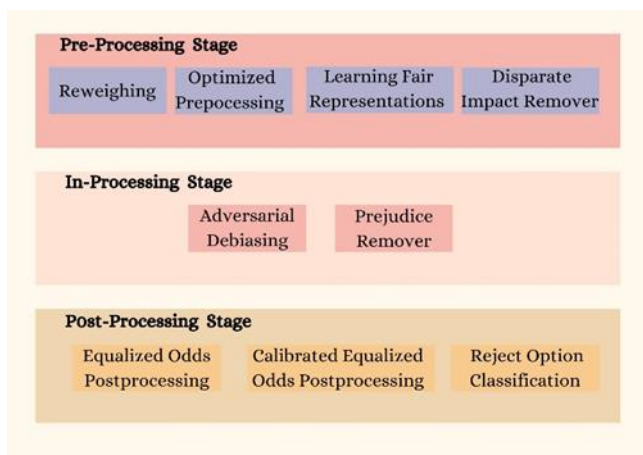 Pre-Processing Stage
Reweighing
Optimized
Prepocessing
Learning Fair
Representations
Disparate
Impact Remover
In-Processing Stage
Adversarial
Debiasing
Prejudice
Remover
Post-Processing Stage
Equalized Odds
Postprocessing
Calibrated Equalized
Odds Postprocessing
Reject Option
Classification